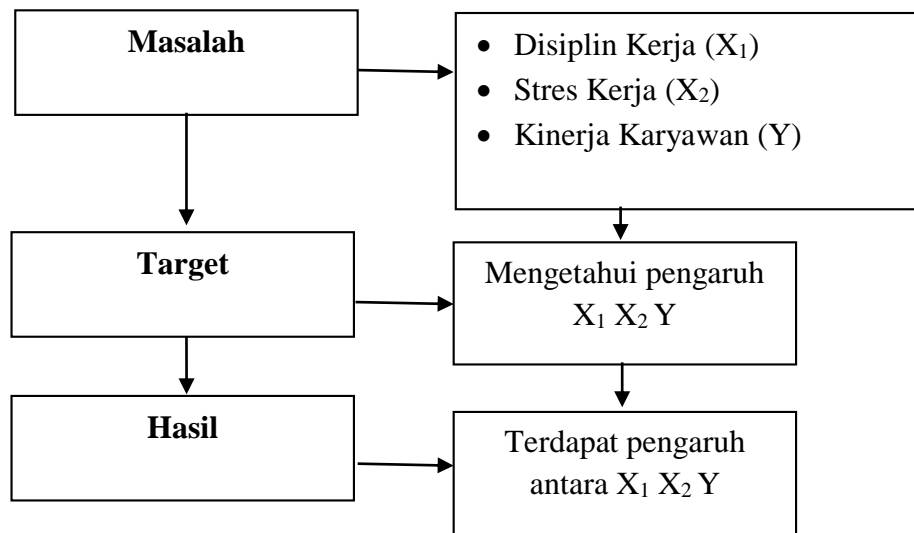 Masalah
• Disiplin Kerja (X₁)
• Stres Kerja (X₂)
• Kinerja Karyawan (Y)
Target
Mengetahui pengaruh
X₁ X₂ Y
Hasil
Terdapat pengaruh
antara X₁ X₂ Y